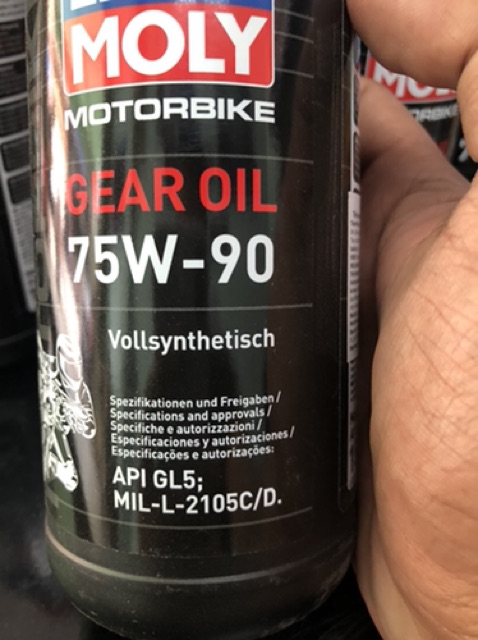 MOLY
MOTORBIKE
GEAR OIL
75W-90
Vollsynthetisch
Spezifikationen und Freigaben /
Specifications and approvals /
Specifiche e autorizzazioni /
Especificaciones y autorizaciones /
Especificações e autorizações:
API GL5;
MIL-L-2105C/D.